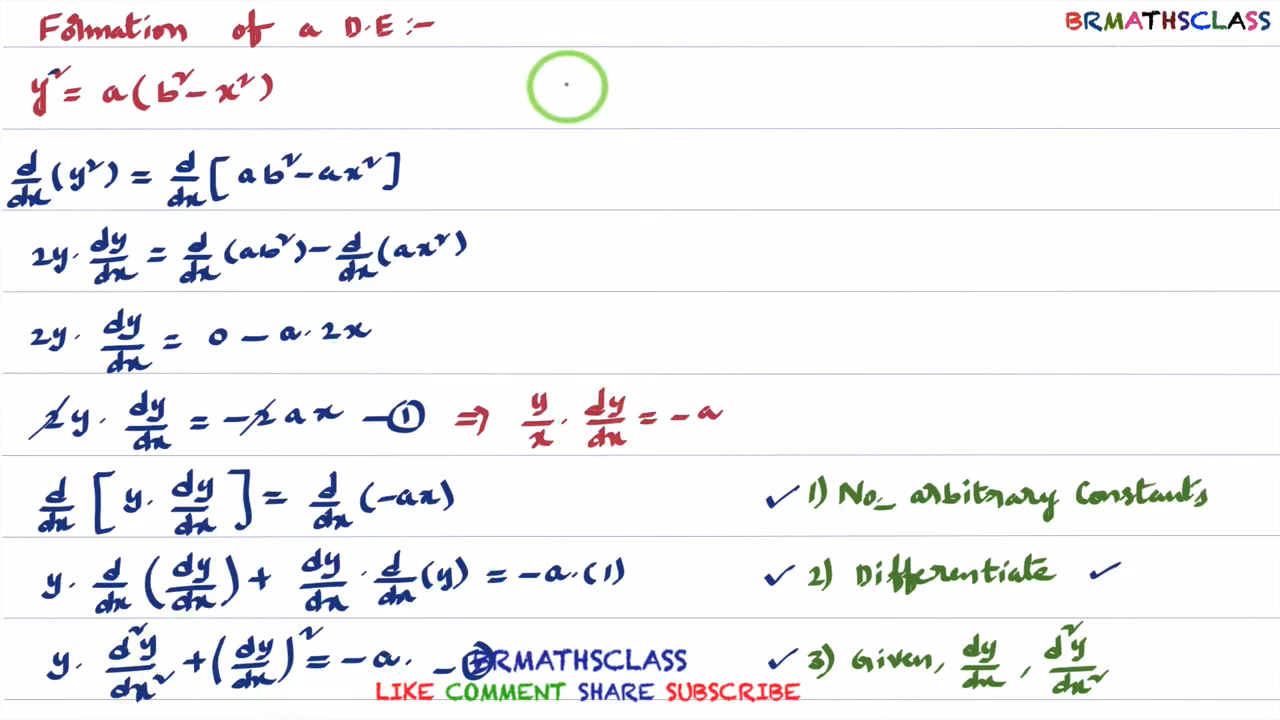 Formation of a D.E :-
BRMATHSCLASS
y² = a(b² - x²)
d/dx (y²) = d/dx [ab² - ax²]
2y. dy/dx = d/dx (ab²) - d/dx (ax²)
2y. dy/dx = 0 - a. 2x
2y. dy/dx = -2ax -① ⇒ y/x . dy/dx = -a
d/dx [y. dy/dx] = d/dx (-ax)
✓ 1) No arbitrary Constants
y. d/dx (dy/dx) + dy/dx . d/dx (y) = -a.(1)
✓ 2) Differentiate ✓
y. d²y/dx² + (dy/dx)² = -a. -②
✓ 3) Given, dy/dx, d²y/dx²
BRMATHSCLASS
LIKE COMMENT SHARE SUBSCRIBE